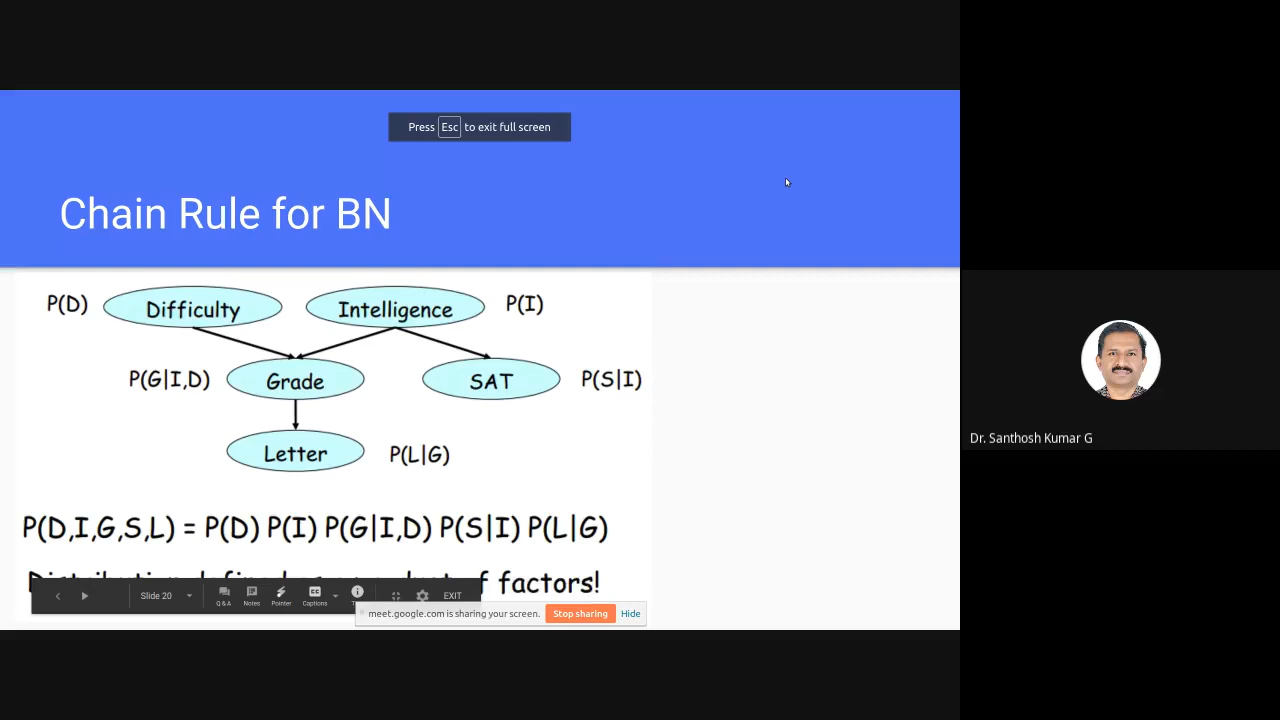 Press Esc to exit full screen
Chain Rule for BN
P(D) Difficulty Intelligence P(I)
P(G|I,D) Grade SAT P(S|I)
Letter P(L|G)
P(D,I,G,S,L) = P(D) P(I) P(G|I,D) P(S|I) P(L|G)
factors!
Slide 20
Q & A Notes Pointer Captions EXIT
meet.google.com is sharing your screen. Stop sharing Hide
Dr. Santhosh Kumar G